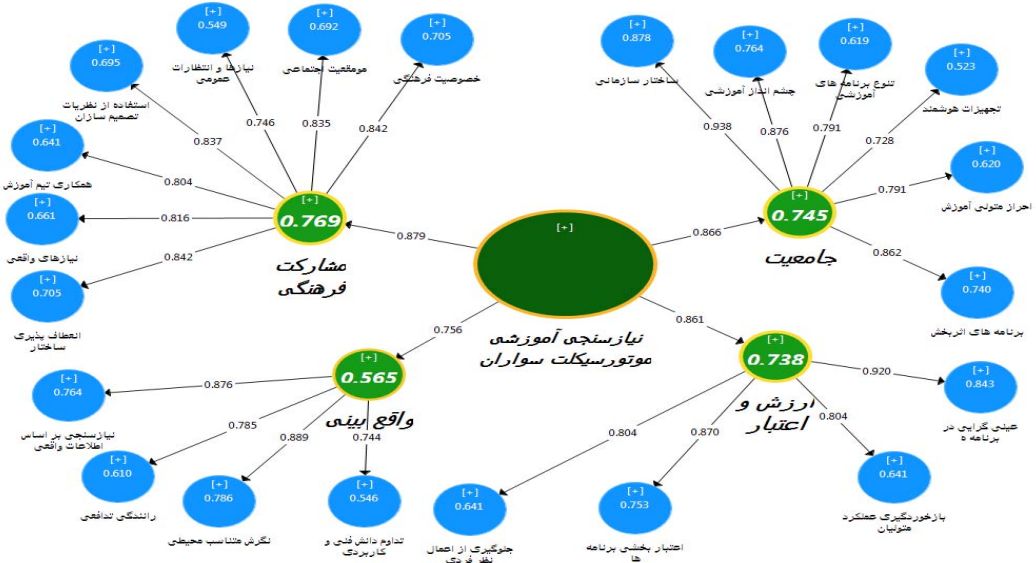 [+]
0.549
نیازها و انتظارات
عمومی
[+]
0.692
مومقعیت اجتماعی
[+]
0.705
خصوصیت فرهنگی
[+]
0.695
استفاده از نظریات
تصمیم سازان
[+]
0.641
همکاری تیم آموزش
[+]
0.661
نیازهای واقعی
[+]
0.705
انعطاف پذیری
ساختار
0.746
0.835
0.842
0.837
0.804
0.816
0.842
[+]
0.769
مشارکت
فرهنگی
0.879
[+]
0.878
ساختار سازمانی
[+]
0.764
چشم انداز آموزشی
[+]
0.619
تنوع برنامه های
آموزشی
[+]
0.523
تجهیزات هوشمند
[+]
0.620
احراز متولی آموزش
[+]
0.740
برنامه های اثربخش
0.938
0.876
0.791
0.728
0.791
0.862
[+]
0.745
جامعیت
0.866
[+]
نیازسنجی آموزشی
موتورسیکلت سواران
0.756
0.861
[+]
0.565
واقع بینی
0.876
0.785
0.889
0.744
[+]
0.764
نیازسنجی بر اساس
اطلاعات واقعی
[+]
0.610
رانندگی تدافعی
[+]
0.786
نگرش متناسب محیطی
[+]
0.546
تداوم دانش فنی و
کاربردی
[+]
0.738
ارزش و
اعتبار
0.804
0.870
0.804
0.920
[+]
0.641
جلوگیری از اعمال
نظر فردی
[+]
0.753
اعتبار بخشی برنامه
ها
[+]
0.641
بازخوردگیری عملکرد
متولیان
[+]
0.843
عینی گرایی در
برنامه ه